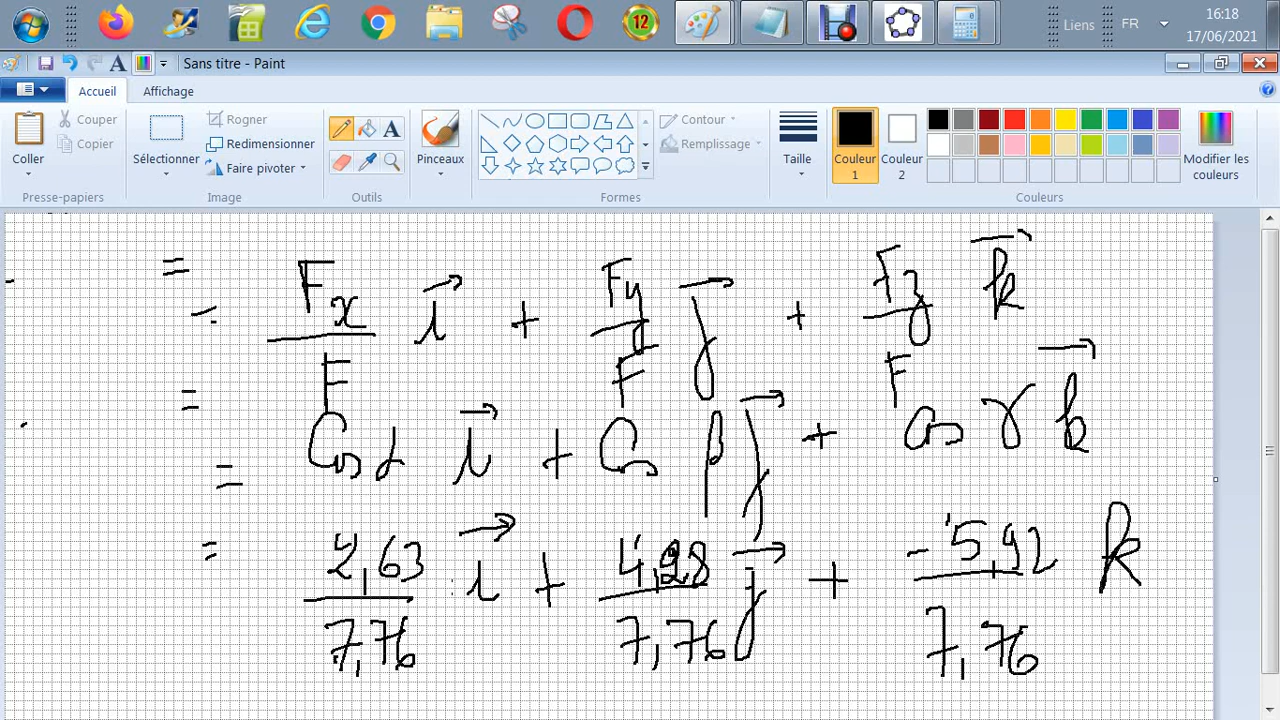 12
Liens
FR
16:18
17/06/2021
Sans titre - Paint
Accueil
Affichage
Coller
Couper
Copier
Presse-papiers
Sélectionner
Rogner
Redimensionner
Faire pivoter
Image
A
Outils
Pinceaux
Contour
Remplissage
Formes
Taille
Couleur 1
Couleur 2
Modifier les couleurs
Couleurs
=
= Fx/F i⃗ + Fy/F j⃗ + Fz/F k⃗
=
= Cos α i⃗ + Cos β j⃗ + Cos γ k⃗
= 2,63/7,76 i⃗ + 4,28/7,76 j⃗ + -5,92/7,76 k